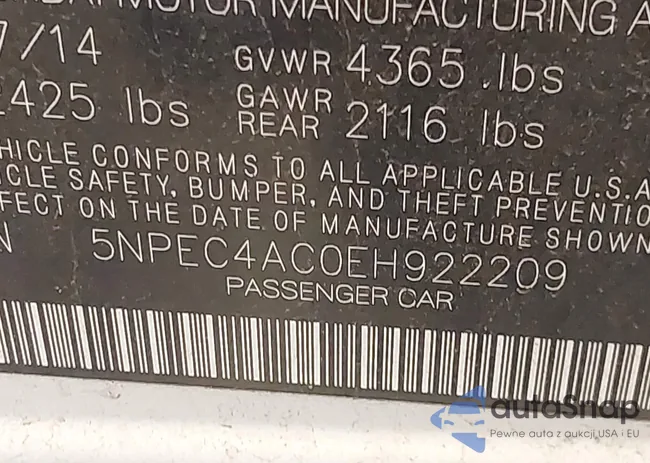 MOTOR MANUFACTURING A
7/14 GVWR 4365 .lbs
2425 lbs GAWR REAR 2116 lbs
HICLE CONFORMS TO ALL APPLICABLE U.S.A
ICLE SAFETY, BUMPER, AND THEFT PREVENTIO
FECT ON THE DATE OF MANUFACTURE SHOWN
N 5NPEC4AC0EH922209
PASSENGER CAR
autoSnap
Pewne auta z aukcji USA i EU